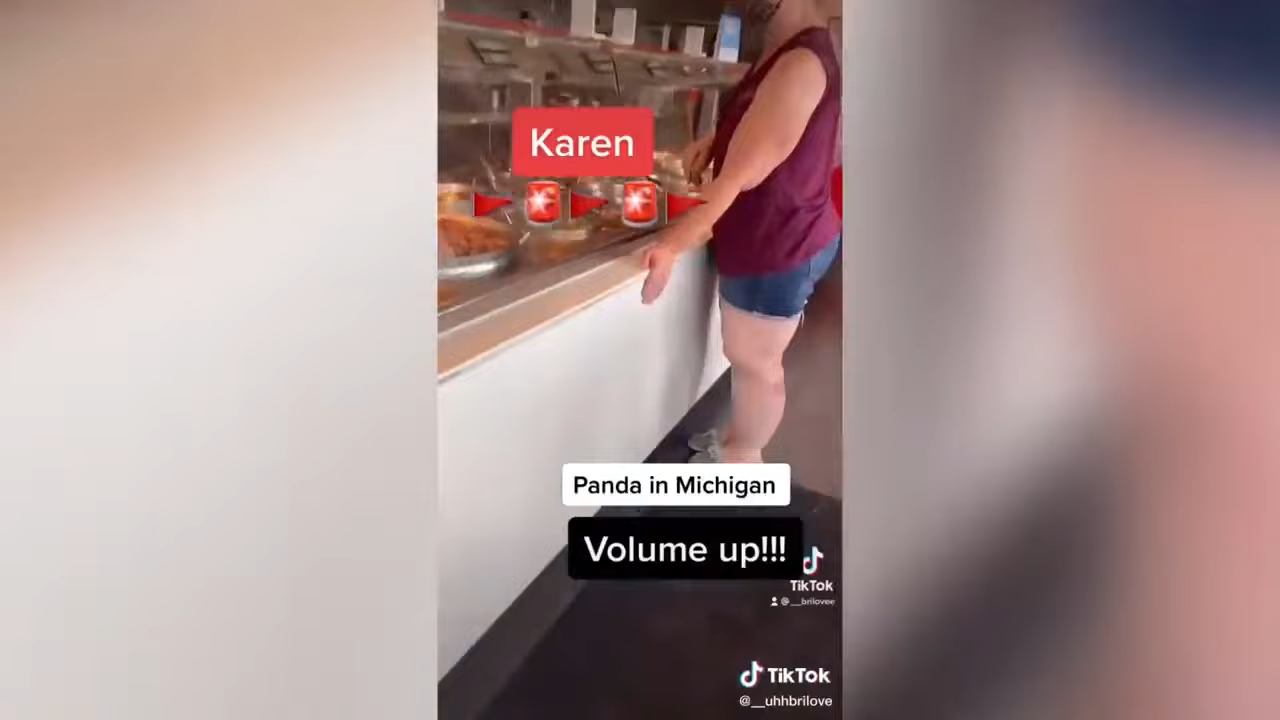 Karen
Panda in Michigan
Volume up!!!
TikTok
@__brilovee
TikTok
@__uhhbrilove